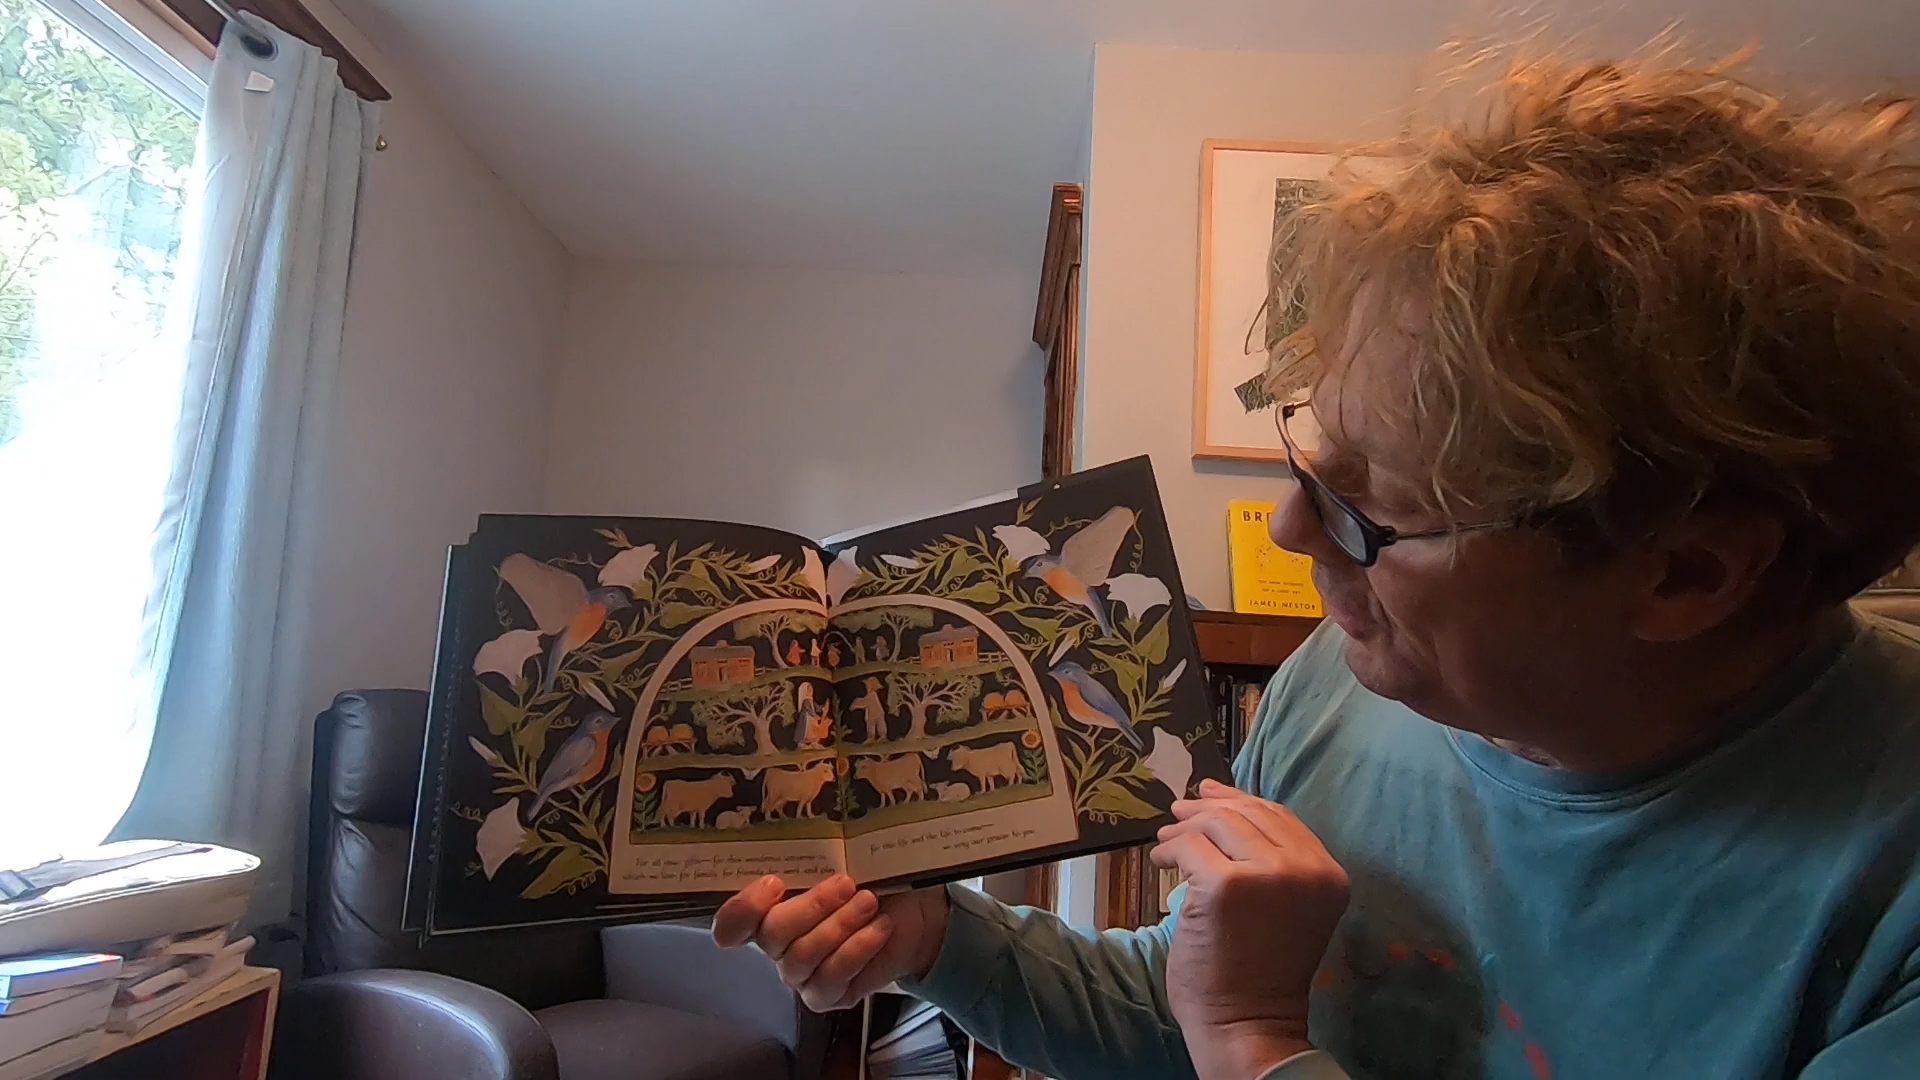 For all your gifts—for this wondrous universe in
which we live; for family, for friends, for work and play,
for this life and the life to come—
we sing our praise to you
BRE
JAMES NESTOR